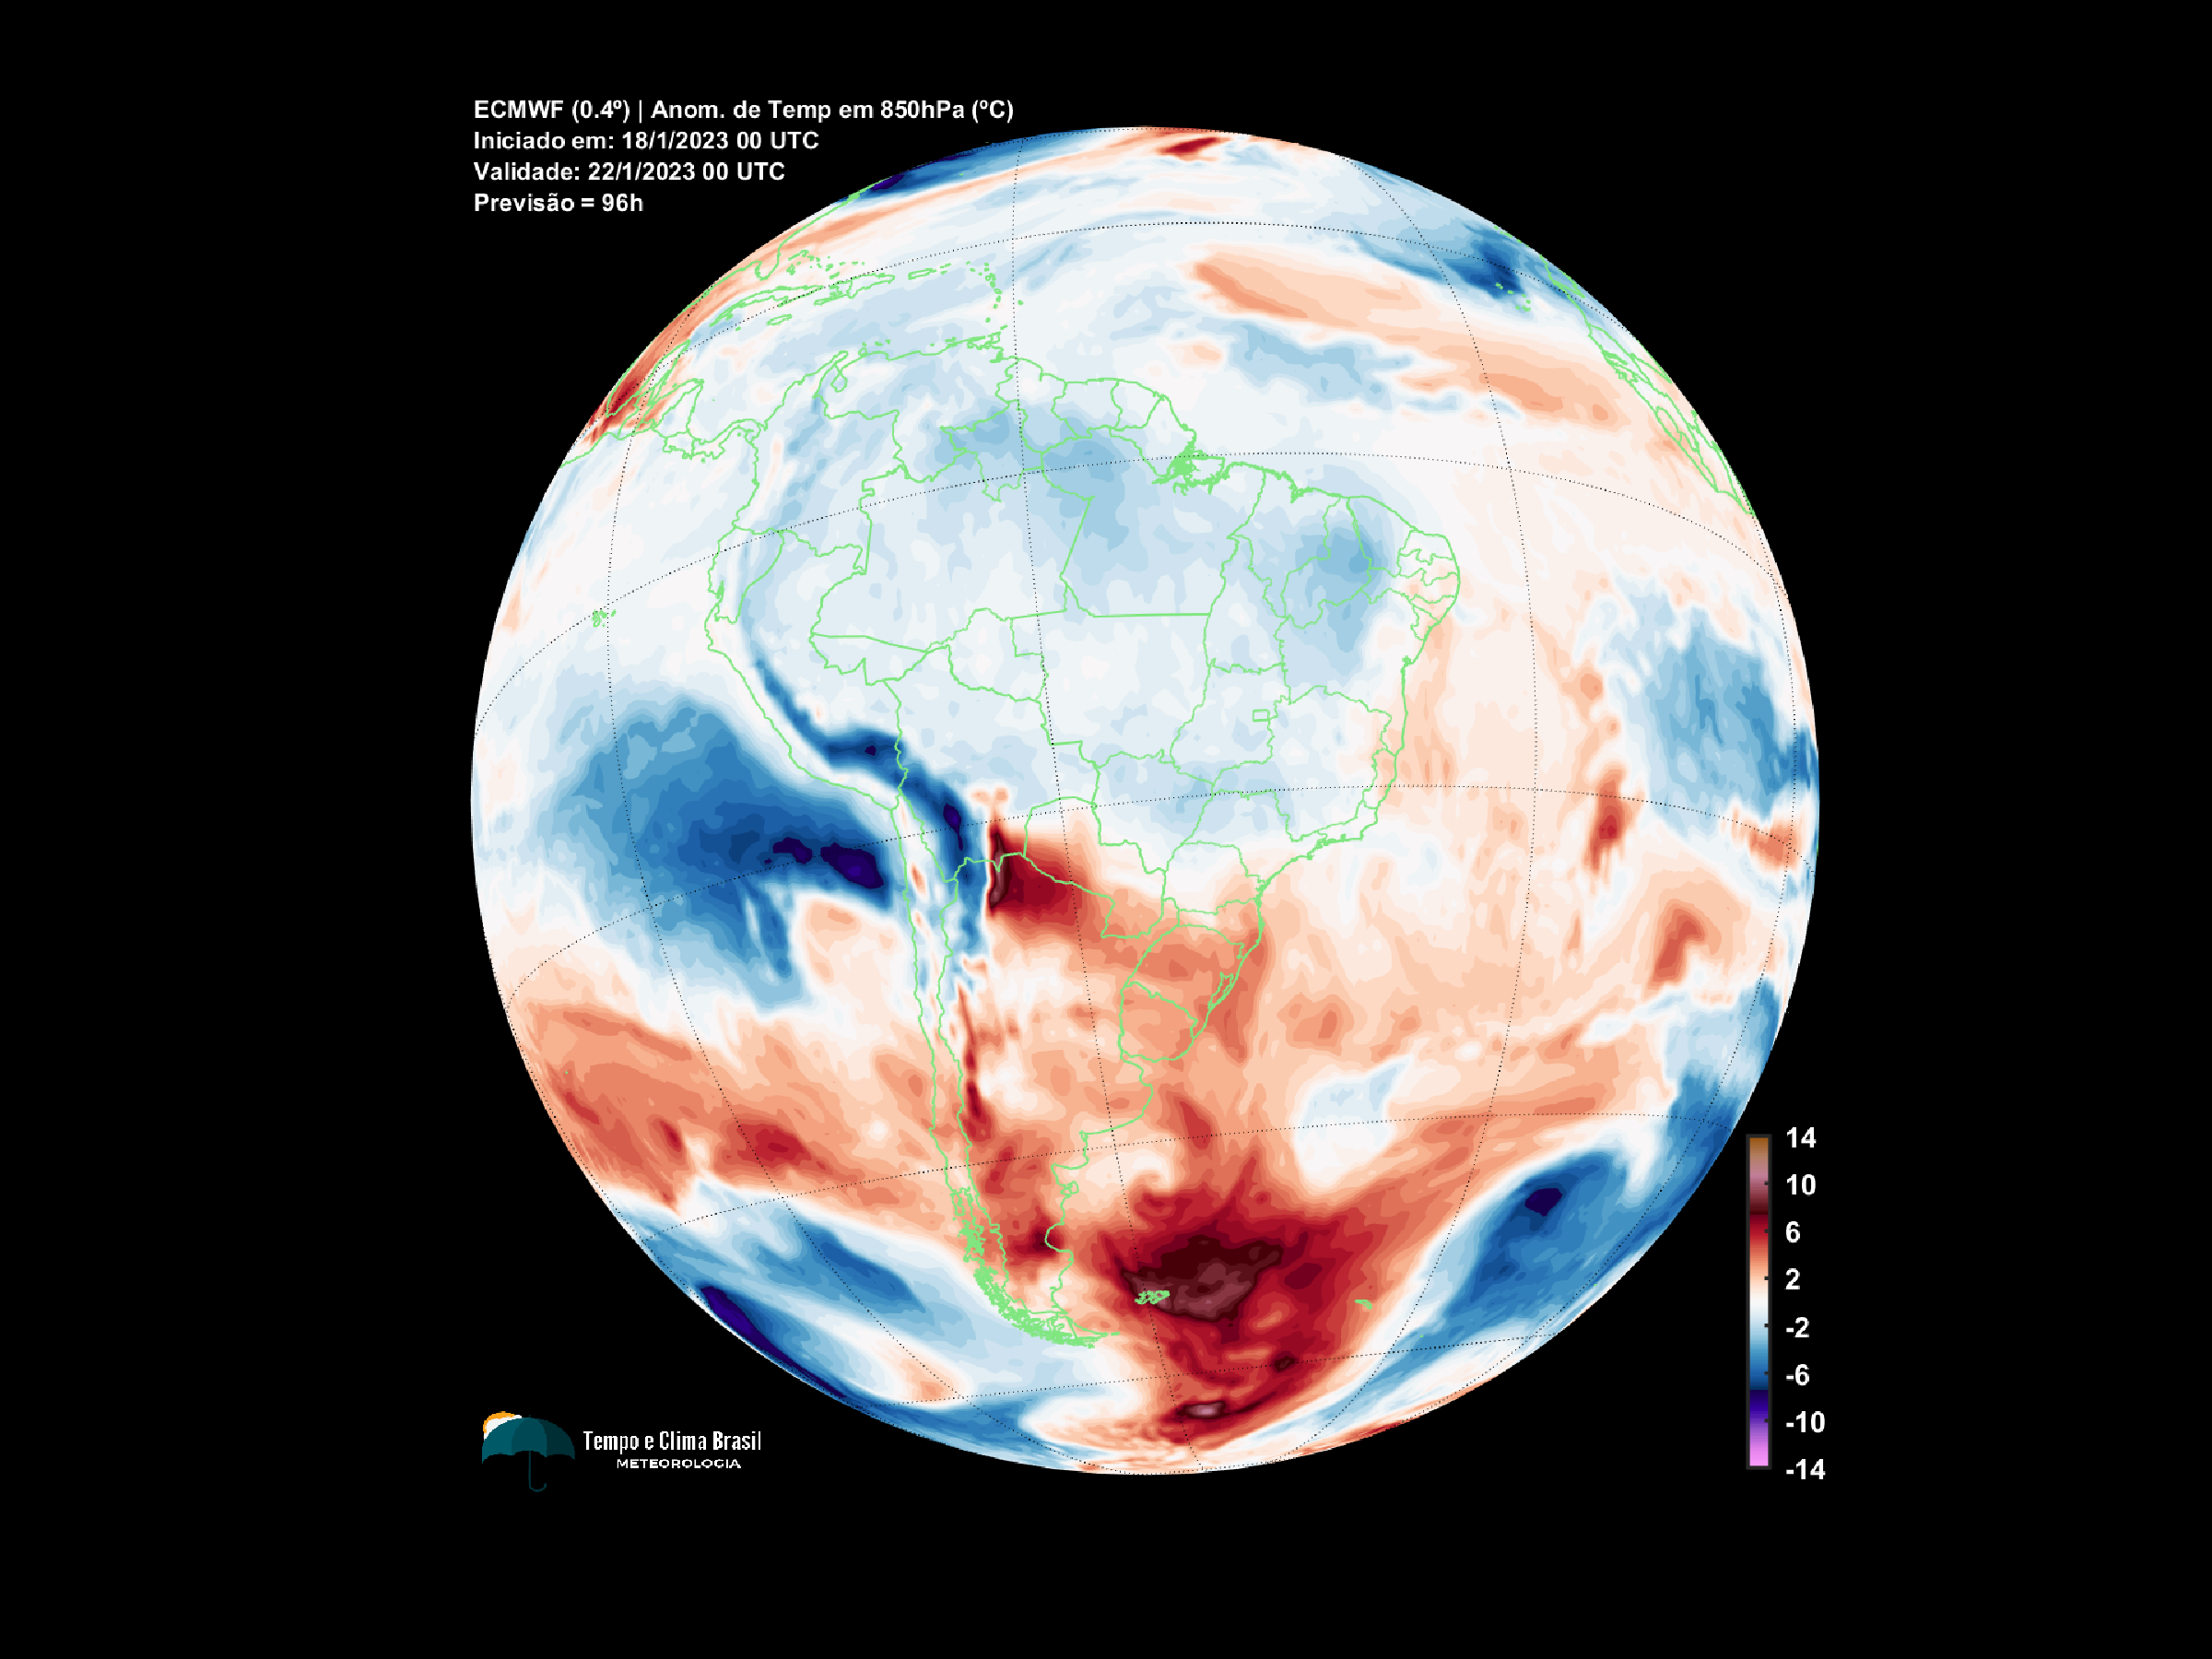 ECMWF (0.4º) | Anom. de Temp em 850hPa (ºC)
Iniciado em: 18/1/2023 00 UTC
Validade: 22/1/2023 00 UTC
Previsão = 96h
14
10
6
2
-2
-6
-10
-14
Tempo e Clima Brasil
METEOROLOGIA